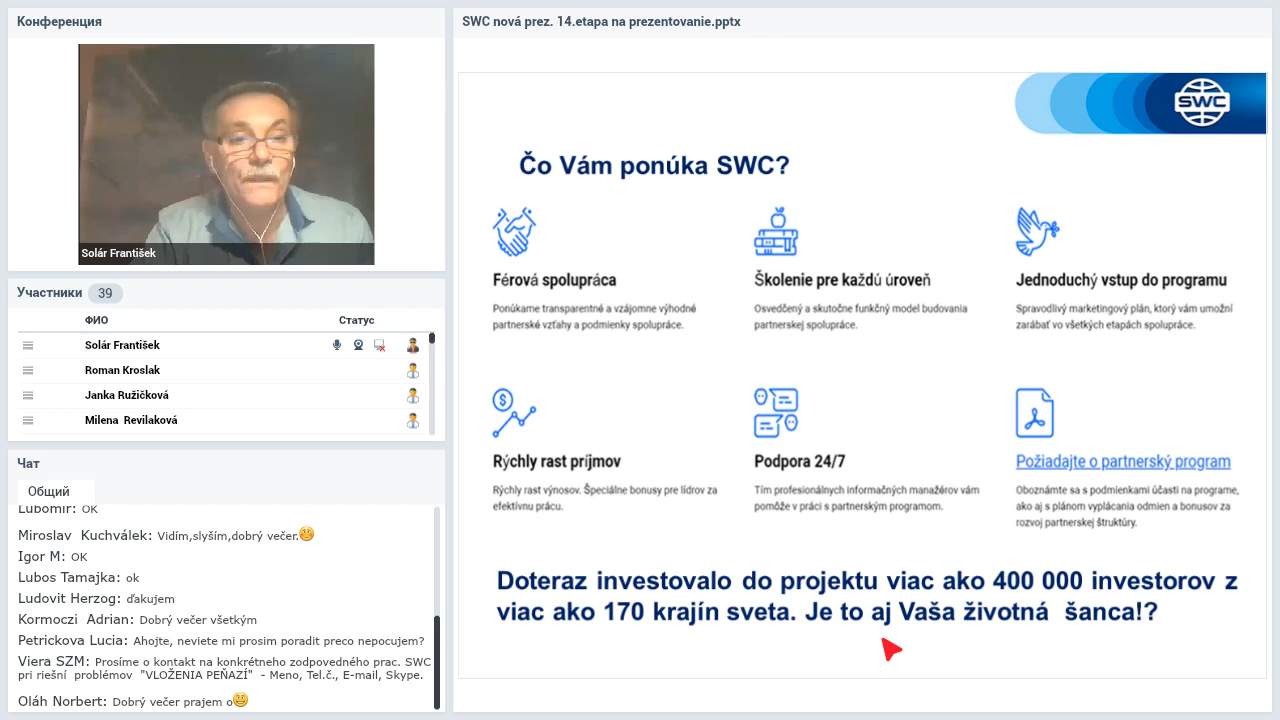 Конференция
Solár František
Участники 39
ФИО Статус
Solár František
Roman Kroslak
Janka Ružičková
Milena Revilaková
Чат
Общий
Lubomir: OK
Miroslav Kuchválek: Vidím,slyším,dobrý večer.
Igor M: OK
Lubos Tamajka: ok
Ludovit Herzog: ďakujem
Kormoczi Adrian: Dobrý večer všetkým
Petrickova Lucia: Ahojte, neviete mi prosim poradit preco nepocujem?
Viera SZM: Prosíme o kontakt na konkrétneho zodpovedného prac. SWC
pri riešní problémov "VLOŽENIA PEŇAZÍ" - Meno, Tel.č., E-mail, Skype.
Oláh Norbert: Dobrý večer prajem o
SWC nová prez. 14.etapa na prezentovanie.pptx
SWC
Čo Vám ponúka SWC?
Férová spolupráca
Ponúkame transparentné a vzájomne výhodné
partnerské vzťahy a podmienky spolupráce.
Školenie pre každú úroveň
Osvedčený a skutočne funkčný model budovania
partnerskej spolupráce.
Jednoduchý vstup do programu
Spravodlivý marketingový plán, ktorý vám umožní
zarábať vo všetkých etapách spolupráce.
Rýchly rast príjmov
Rýchly rast výnosov. Špeciálne bonusy pre lídrov za
efektívnu prácu.
Podpora 24/7
Tím profesionálnych informačných manažérov vám
pomôže v práci s partnerským programom.
Požiadajte o partnerský program
Oboznámte sa s podmienkami účasti na programe,
ako aj s plánom vyplácania odmien a bonusov za
rozvoj partnerskej štruktúry.
Doteraz investovalo do projektu viac ako 400 000 investorov z
viac ako 170 krajín sveta. Je to aj Vaša životná šanca!?